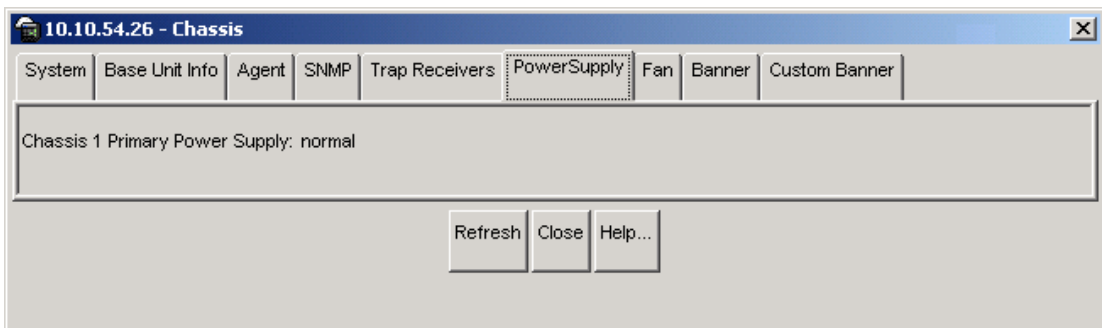 10.10.54.26 - Chassis
System Base Unit Info Agent SNMP Trap Receivers PowerSupply Fan Banner Custom Banner
Chassis 1 Primary Power Supply: normal
Refresh Close Help...